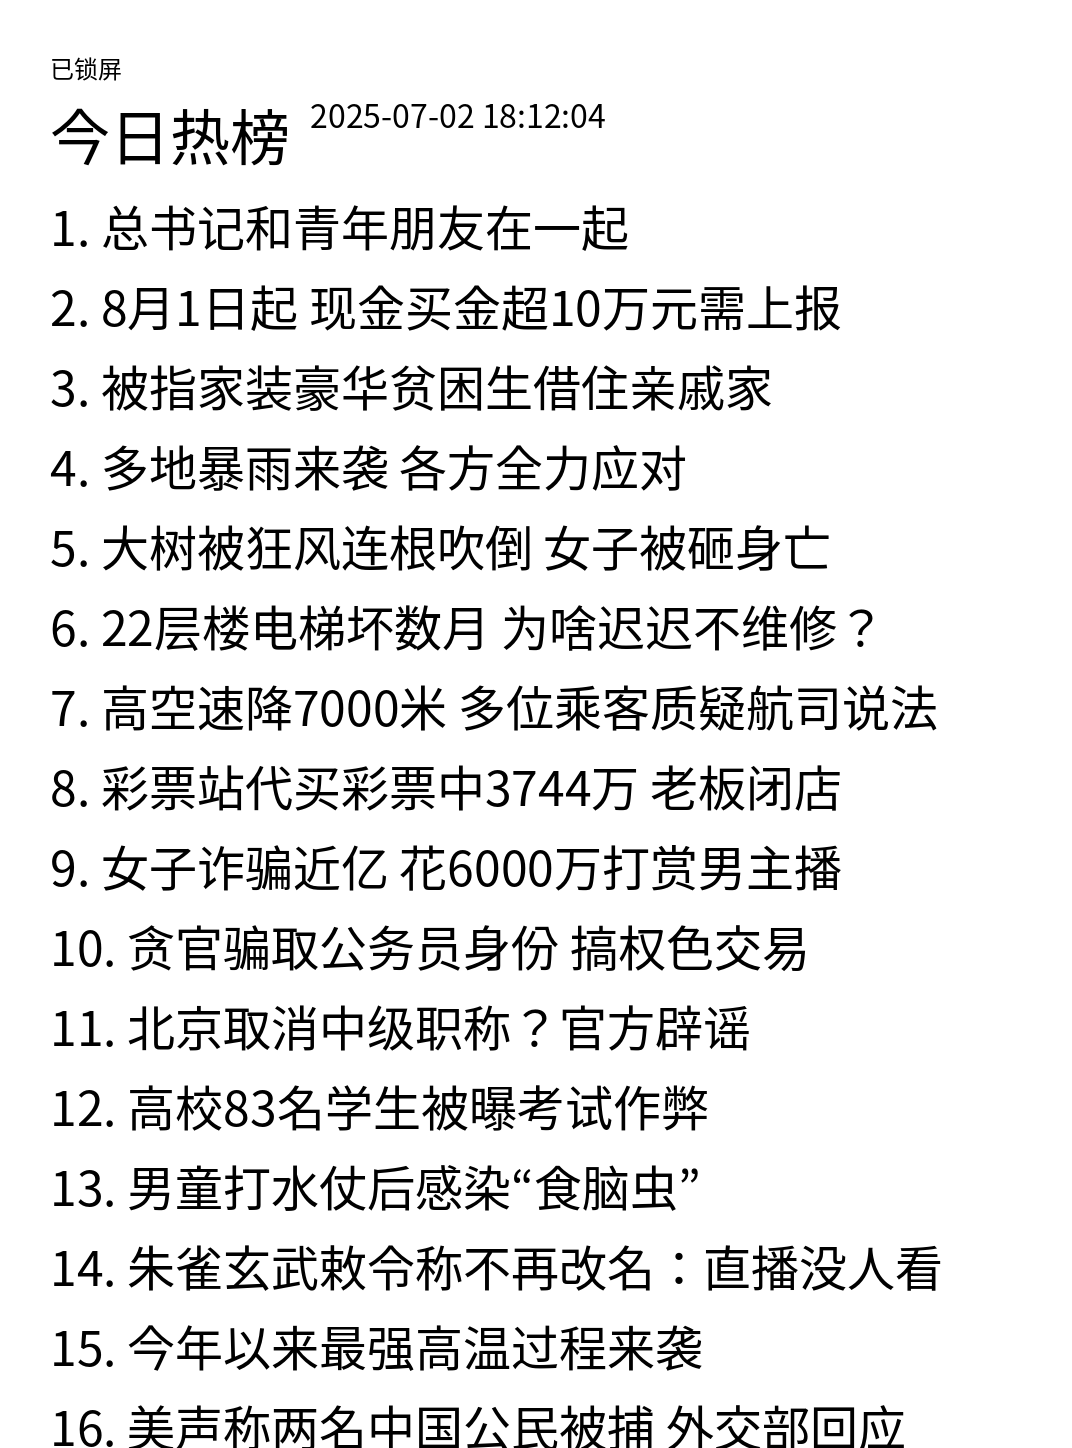 已锁屏
今日热榜 2025-07-02 18:12:04
1. 总书记和青年朋友在一起
2. 8月1日起 现金买金超10万元需上报
3. 被指家装豪华贫困生借住亲戚家
4. 多地暴雨来袭 各方全力应对
5. 大树被狂风连根吹倒 女子被砸身亡
6. 22层楼电梯坏数月 为啥迟迟不维修？
7. 高空速降7000米 多位乘客质疑航司说法
8. 彩票站代买彩票中3744万 老板闭店
9. 女子诈骗近亿 花6000万打赏男主播
10. 贪官骗取公务员身份 搞权色交易
11. 北京取消中级职称？官方辟谣
12. 高校83名学生被曝考试作弊
13. 男童打水仗后感染“食脑虫”
14. 朱雀玄武敕令称不再改名：直播没人看
15. 今年以来最强高温过程来袭
16. 美声称两名中国公民被捕 外交部回应